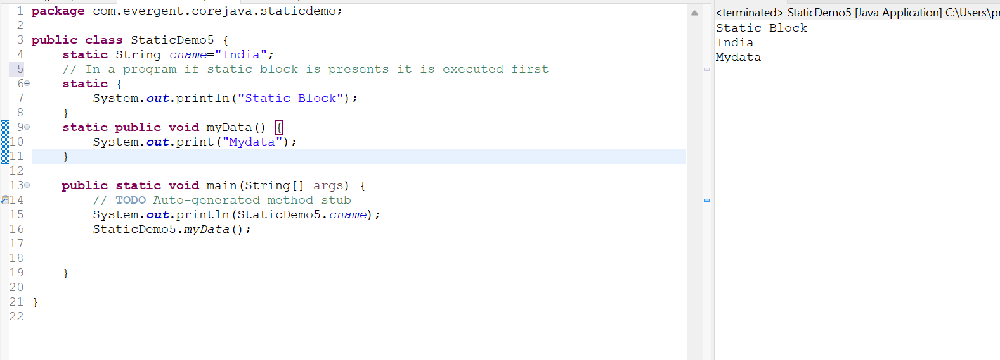 1 package com.evergent.corejava.staticdemo;
2
3 public class StaticDemo5 {
4     static String cname="India";
5     // In a program if static block is presents it is executed first
6     static {
7         System.out.println("Static Block");
8     }
9     static public void myData() {
10         System.out.print("Mydata");
11     }
12
13     public static void main(String[] args) {
14         // TODO Auto-generated method stub
15         System.out.println(StaticDemo5.cname);
16         StaticDemo5.myData();
17
18
19     }
20
21 }
22
<terminated> StaticDemo5 [Java Application] C:\Users\pr
Static Block
India
Mydata